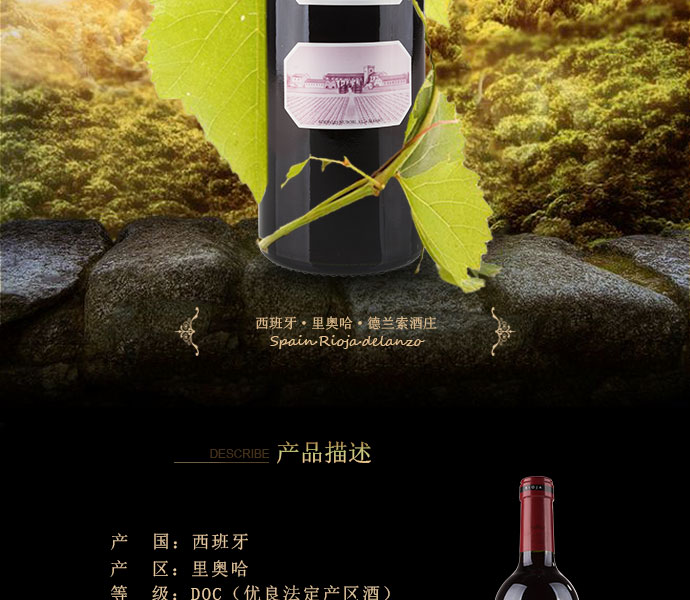 西班牙·里奥哈·德兰索酒庄
Spain·Rioja·delanzo
DESCRIBE 产品描述
RIOJA
产 国：西班牙
产 区：里奥哈
等 级：DOC（优良法定产区酒）